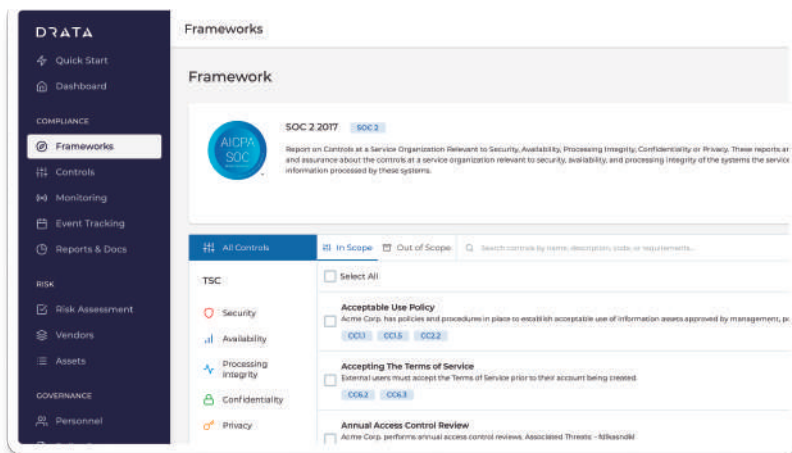 DRATA
Quick Start
Dashboard
COMPLIANCE
Frameworks
Controls
Monitoring
Event Tracking
Reports & Docs
RISK
Risk Assessment
Vendors
Assets
GOVERNANCE
Personnel
Frameworks
Framework
AICPA
SOC
SOC 2 2017 SOC 2
Report on Controls at a Service Organization Relevant to Security, Availability, Processing Integrity, Confidentiality or Privacy. These reports ar
and assurance about the controls at a service organization relevant to security, availability, and processing integrity of the systems the service
information processed by these systems.
All Controls
In Scope Out of Scope Search controls by name, description, code, or requirements...
TSC
Security
Availability
Processing
Integrity
Confidentiality
Privacy
Select All
Acceptable Use Policy
Acme Corp. has policies and procedures in place to establish acceptable use of information assets approved by management, p
CC1.1 CC1.5 CC2.2
Accepting The Terms of Service
External users must accept the Terms of Service prior to their account being created.
CC6.2 CC6.3
Annual Access Control Review
Acme Corp. performs annual access control reviews. Associated Threats -